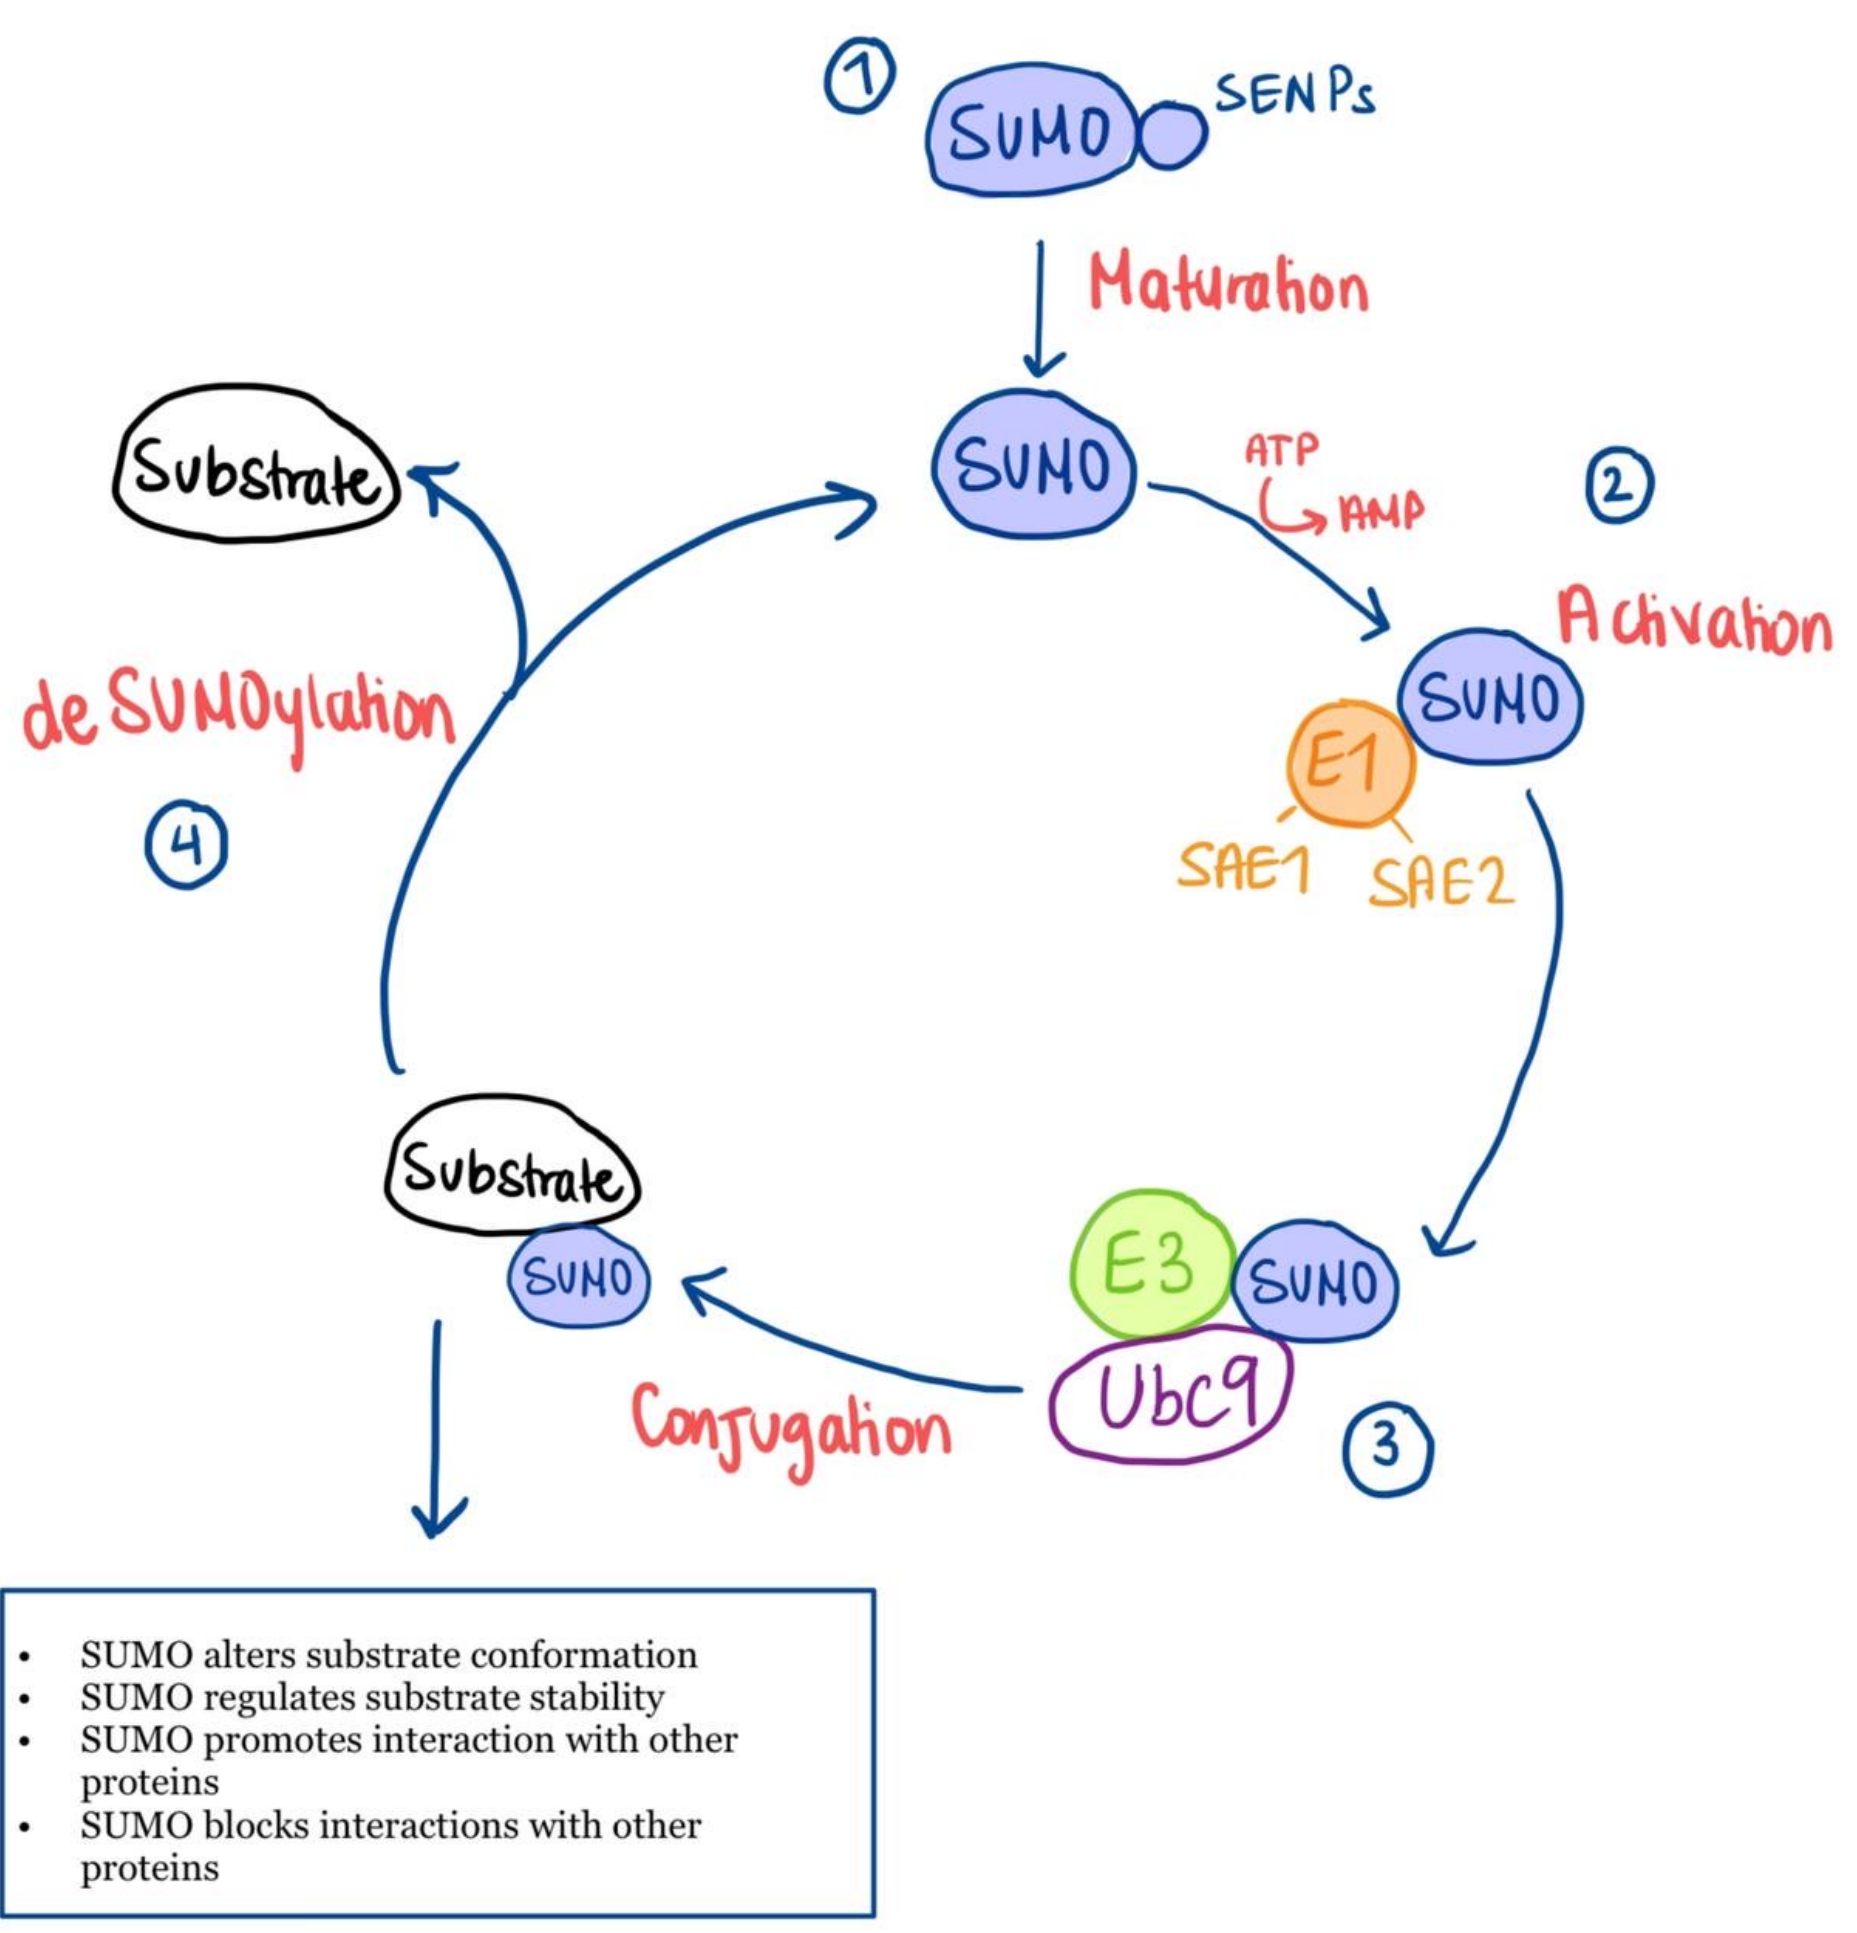 1
SUMO
SENPs
Maturation
SUMO
ATP
AMP
2
Activation
SUMO
E1
SAE1
SAE2
E3
SUMO
Ubc9
3
Conjugation
Substrate
SUMO
deSUMOylation
4
Substrate
• SUMO alters substrate conformation
• SUMO regulates substrate stability
• SUMO promotes interaction with other
proteins
• SUMO blocks interactions with other
proteins